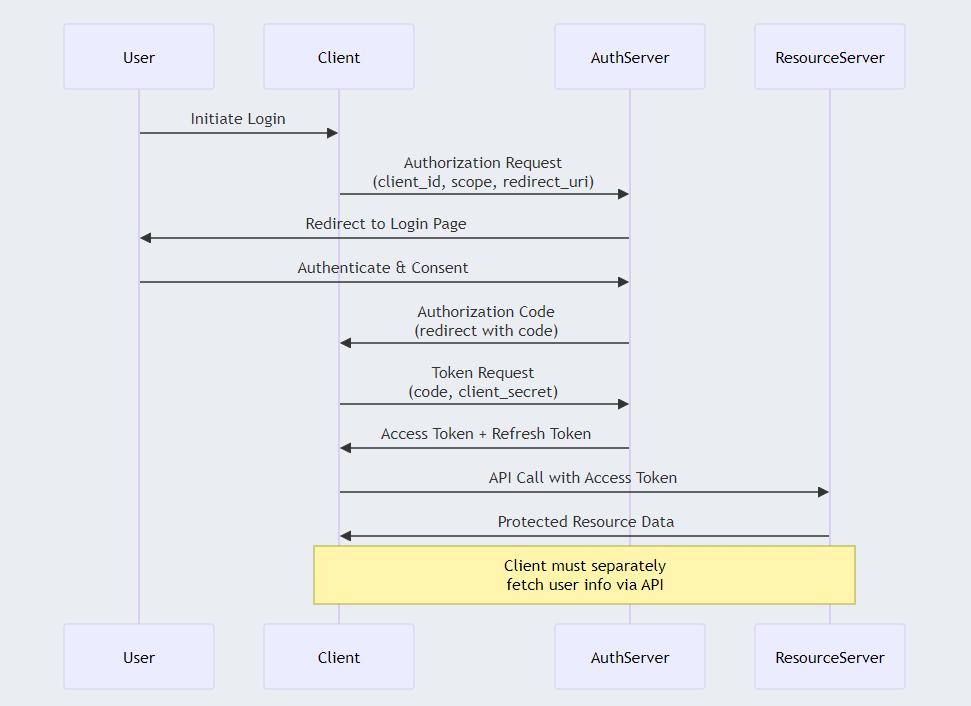 User
Client
AuthServer
ResourceServer
Initiate Login
Authorization Request
(client_id, scope, redirect_uri)
Redirect to Login Page
Authenticate & Consent
Authorization Code
(redirect with code)
Token Request
(code, client_secret)
Access Token + Refresh Token
API Call with Access Token
Protected Resource Data
Client must separately
fetch user info via API
User
Client
AuthServer
ResourceServer